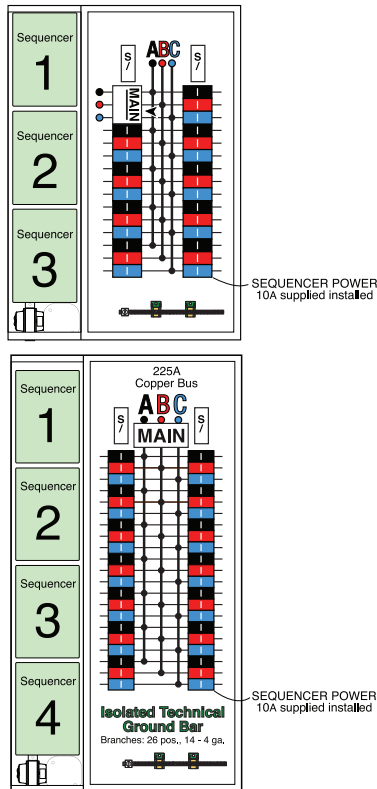 Sequencer
1
Sequencer
2
Sequencer
3
S/
ABC
S/
MAIN
SEQUENCER POWER
10A supplied installed
Sequencer
1
Sequencer
2
Sequencer
3
Sequencer
4
225A
Copper Bus
ABC
S/
MAIN
S/
SEQUENCER POWER
10A supplied installed
Isolated Technical
Ground Bar
Branches: 26 pos., 14 - 4 ga.